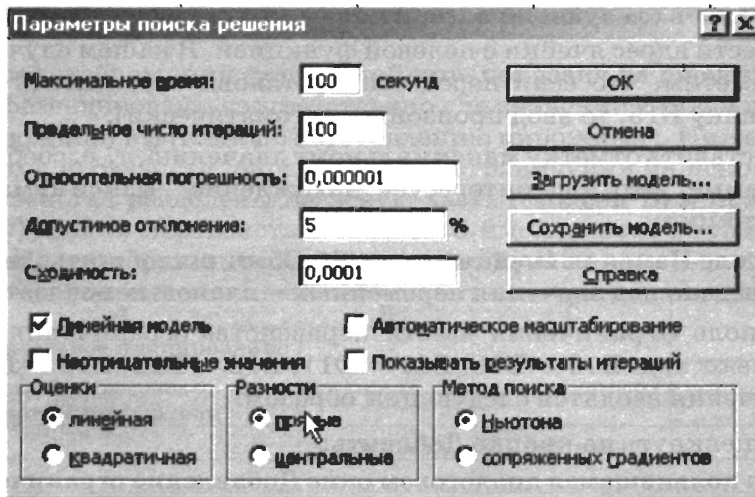 Параметры поиска решения
Максимальное время: 100 секунд
OK
Предельное число итераций: 100
Отмена
Относительная погрешность: 0,000001
Загрузить модель...
Допустимое отклонение: 5 %
Сохранить модель...
Сходимость: 0,0001
Справка
Линейная модель
Автоматическое масштабирование
Неотрицательные значения
Показывать результаты итераций
Оценки
линейная
квадратичная
Разности
прямые
центральные
Метод поиска
Ньютона
сопряженных градиентов